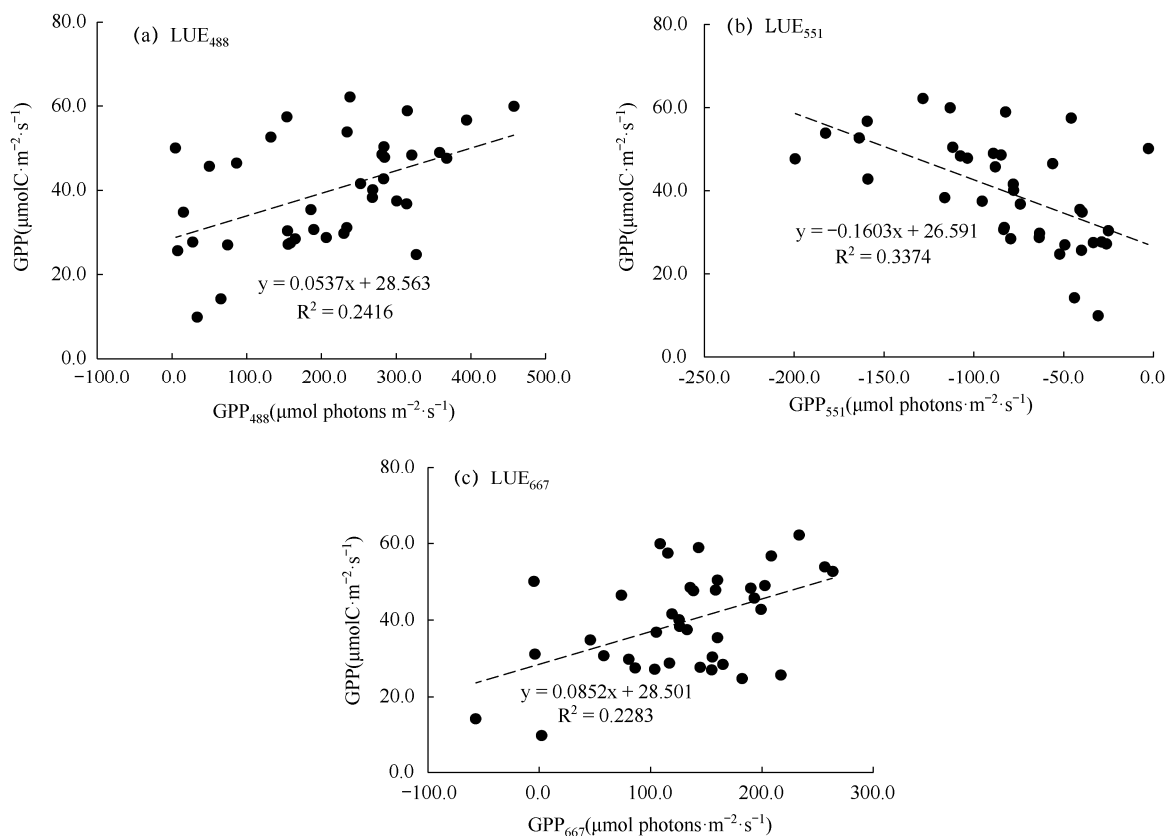 (a) LUE₄₈₈
80.0
60.0
40.0
20.0
0.0
GPP(μmolC·m⁻²·s⁻¹)
y = 0.0537x + 28.563
R² = 0.2416
−100.0 0.0 100.0 200.0 300.0 400.0 500.0
GPP₄₈₈(μmol photons m⁻²·s⁻¹)
(b) LUE₅₅₁
80.0
60.0
40.0
20.0
0.0
GPP(μmolC·m⁻²·s⁻¹)
y = −0.1603x + 26.591
R² = 0.3374
-250.0 -200.0 -150.0 -100.0 -50.0 0.0
GPP₅₅₁(μmol photons·m⁻²·s⁻¹)
(c) LUE₆₆₇
80.0
60.0
40.0
20.0
0.0
GPP(μmolC·m⁻²·s⁻¹)
y = 0.0852x + 28.501
R² = 0.2283
−100.0 0.0 100.0 200.0 300.0
GPP₆₆₇(μmol photons·m⁻²·s⁻¹)